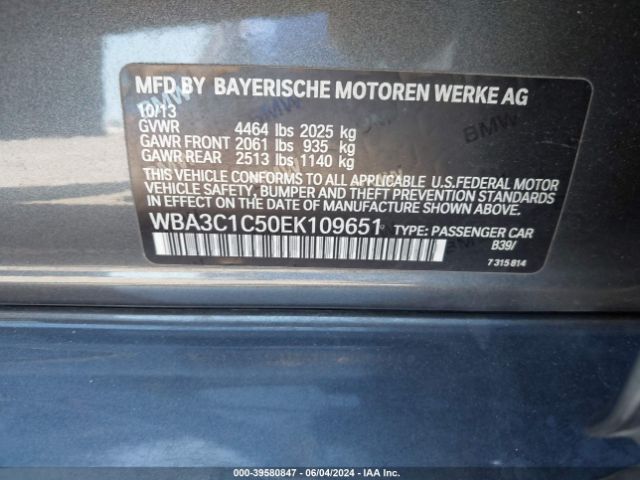 MFD BY BAYERISCHE MOTOREN WERKE AG
10/13
GVWR 4464 lbs 2025 kg
GAWR FRONT 2061 lbs 935 kg
GAWR REAR 2513 lbs 1140 kg
THIS VEHICLE CONFORMS TO ALL APPLICABLE U.S.FEDERAL MOTOR
VEHICLE SAFETY, BUMPER AND THEFT PREVENTION STANDARDS
IN EFFECT ON THE DATE OF MANUFACTURE SHOWN ABOVE.
WBA3C1C50EK109651 TYPE: PASSENGER CAR
B39/
7 315 814
000-39580847 - 06/04/2024 - IAA Inc.